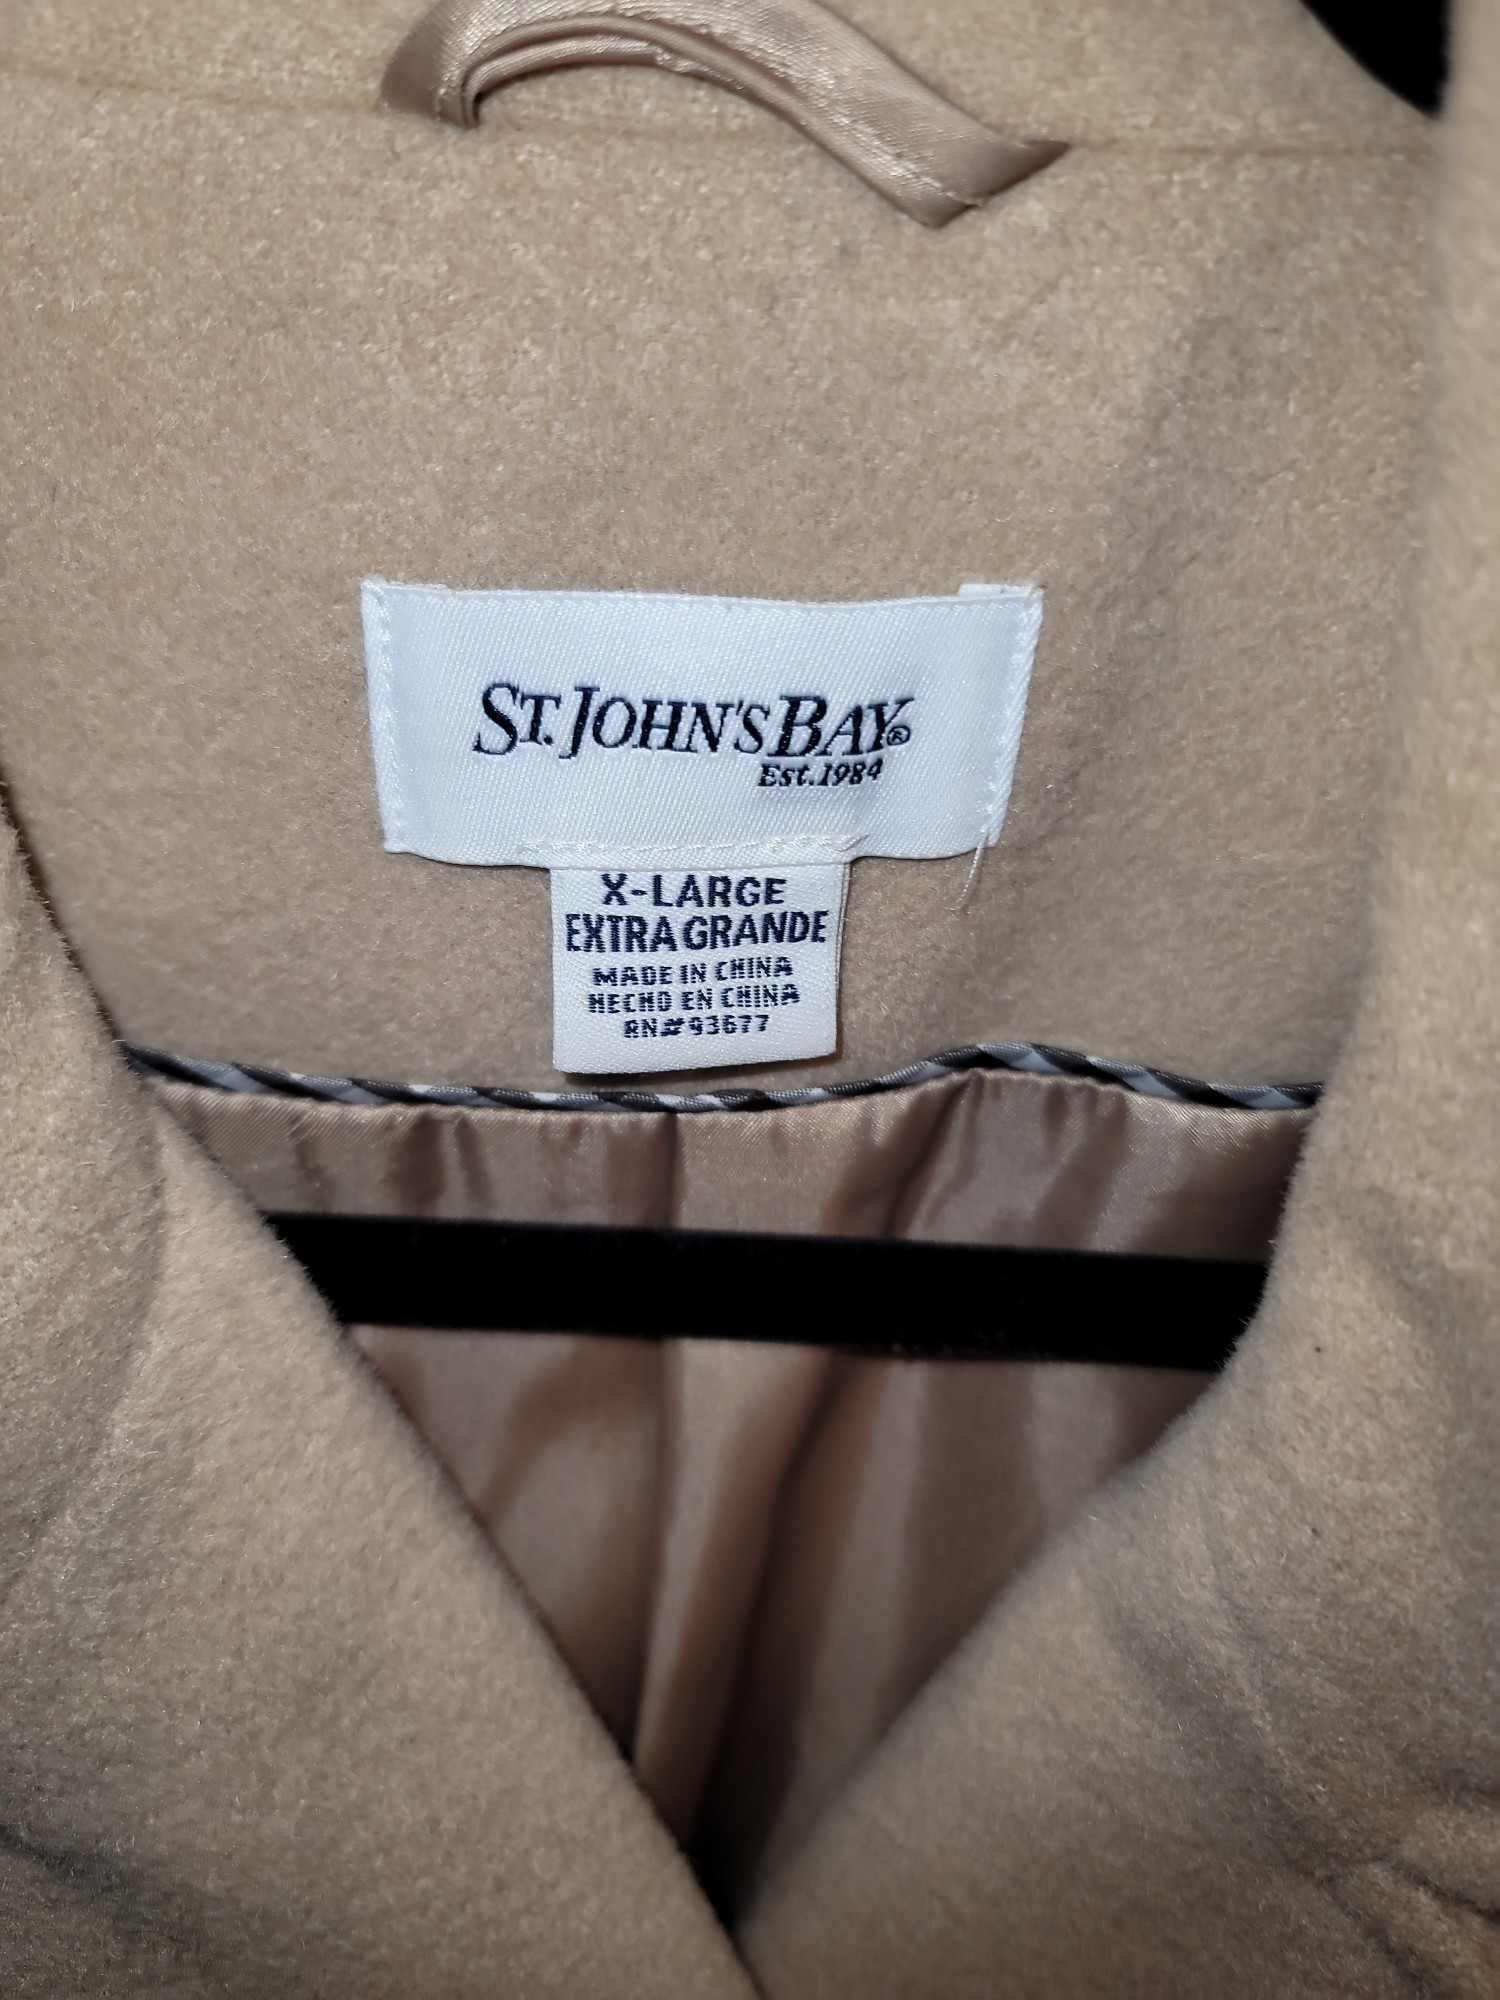 ST. JOHN'S BAY®
Est. 1984
X-LARGE
EXTRA GRANDE
MADE IN CHINA
HECHO EN CHINA
RN# 93677